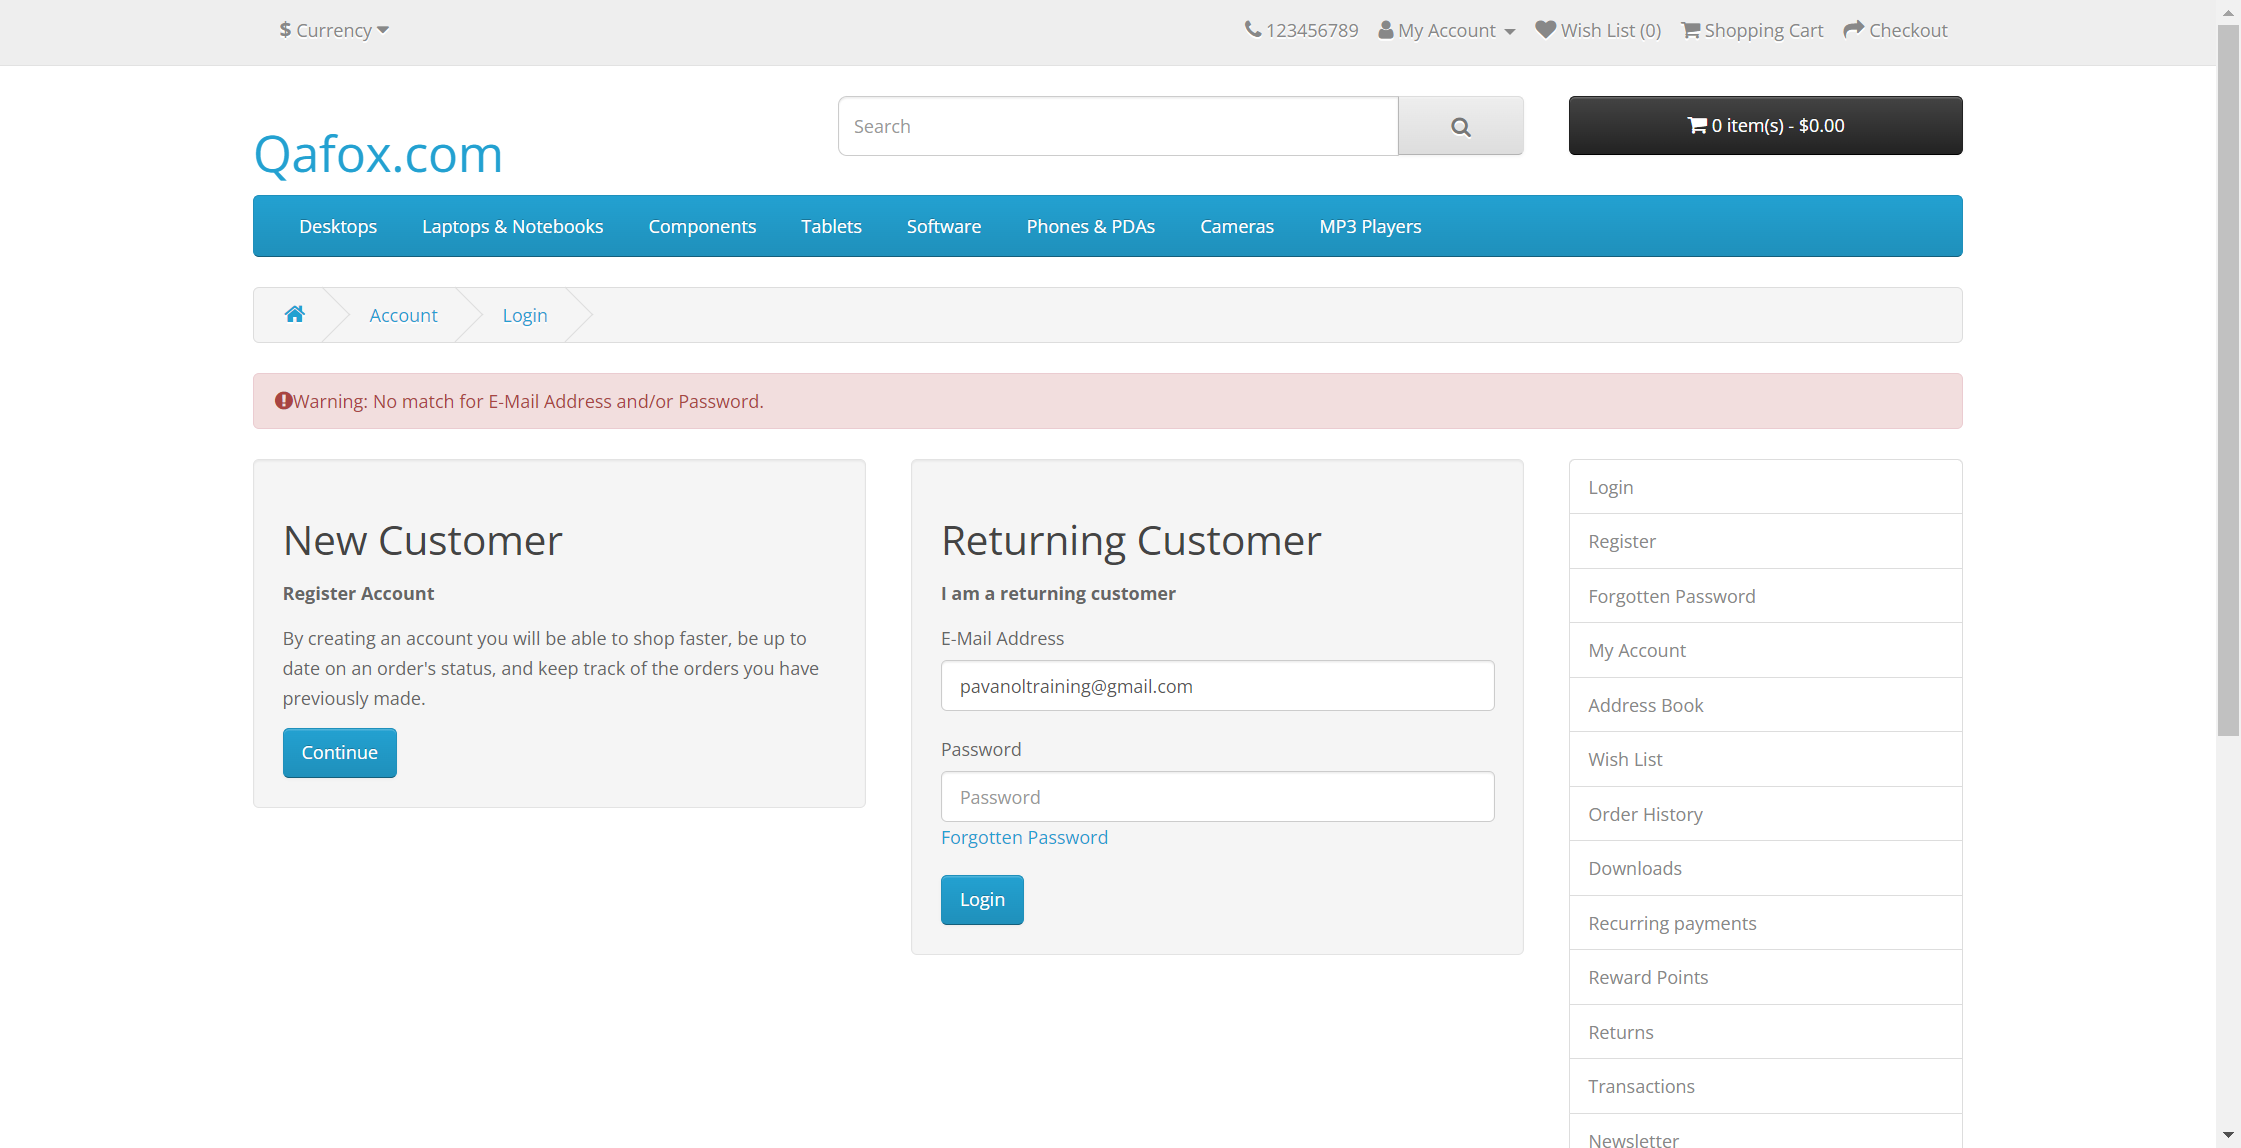 $ Currency
123456789 My Account Wish List (0) Shopping Cart Checkout
Qafox.com
Search
0 item(s) - $0.00
Desktops Laptops & Notebooks Components Tablets Software Phones & PDAs Cameras MP3 Players
Account Login
Warning: No match for E-Mail Address and/or Password.
New Customer
Register Account
By creating an account you will be able to shop faster, be up to
date on an order's status, and keep track of the orders you have
previously made.
Continue
Returning Customer
I am a returning customer
E-Mail Address
pavanoltraining@gmail.com
Password
Password
Forgotten Password
Login
Login
Register
Forgotten Password
My Account
Address Book
Wish List
Order History
Downloads
Recurring payments
Reward Points
Returns
Transactions
Newsletter